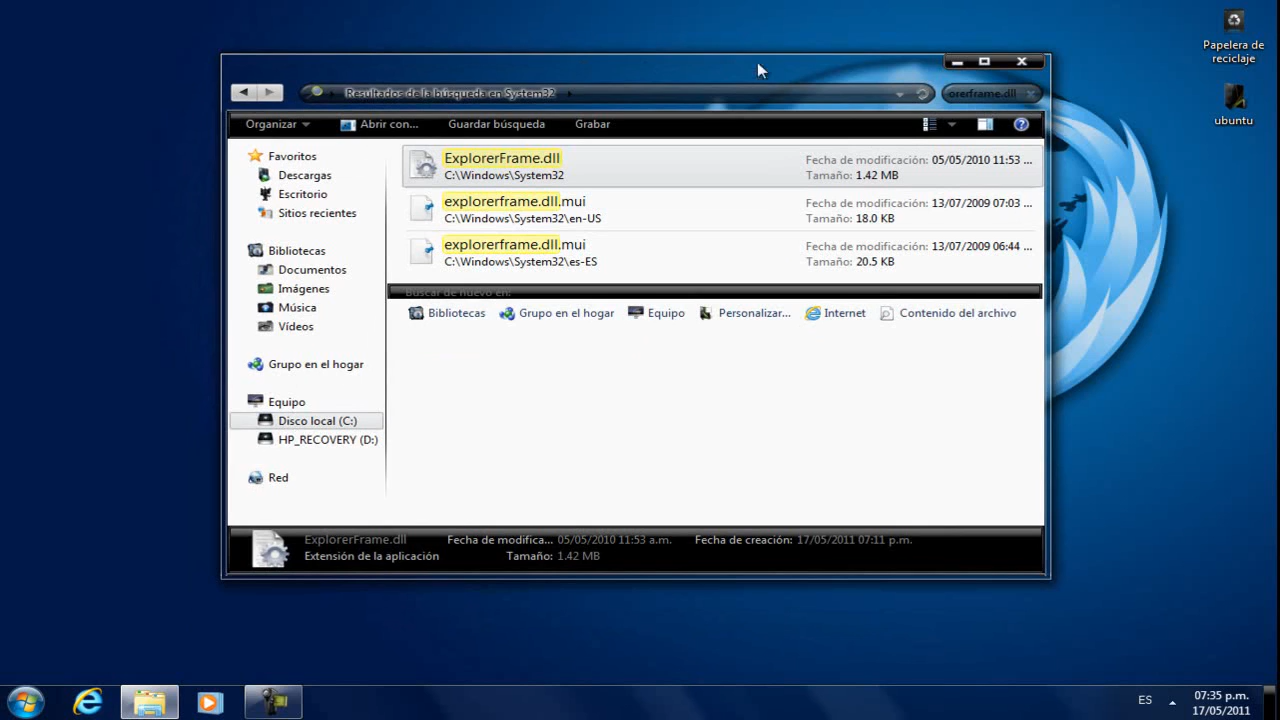 Papelera de
reciclaje
ubuntu
Resultados de la búsqueda en System32
orerframe.dll
Organizar
Abrir con...
Guardar búsqueda
Grabar
Favoritos
Descargas
Escritorio
Sitios recientes
Bibliotecas
Documentos
Imágenes
Música
Vídeos
Grupo en el hogar
Equipo
Disco local (C:)
HP_RECOVERY (D:)
Red
ExplorerFrame.dll
C:\Windows\System32
Fecha de modificación: 05/05/2010 11:53 ...
Tamaño: 1.42 MB
explorerframe.dll.mui
C:\Windows\System32\en-US
Fecha de modificación: 13/07/2009 07:03 ...
Tamaño: 18.0 KB
explorerframe.dll.mui
C:\Windows\System32\es-ES
Fecha de modificación: 13/07/2009 06:44 ...
Tamaño: 20.5 KB
Buscar de nuevo en:
Bibliotecas
Grupo en el hogar
Equipo
Personalizar...
Internet
Contenido del archivo
ExplorerFrame.dll
Extensión de la aplicación
Fecha de modifica... 05/05/2010 11:53 a.m.
Tamaño: 1.42 MB
Fecha de creación: 17/05/2011 07:11 p.m.
ES
07:35 p.m.
17/05/2011